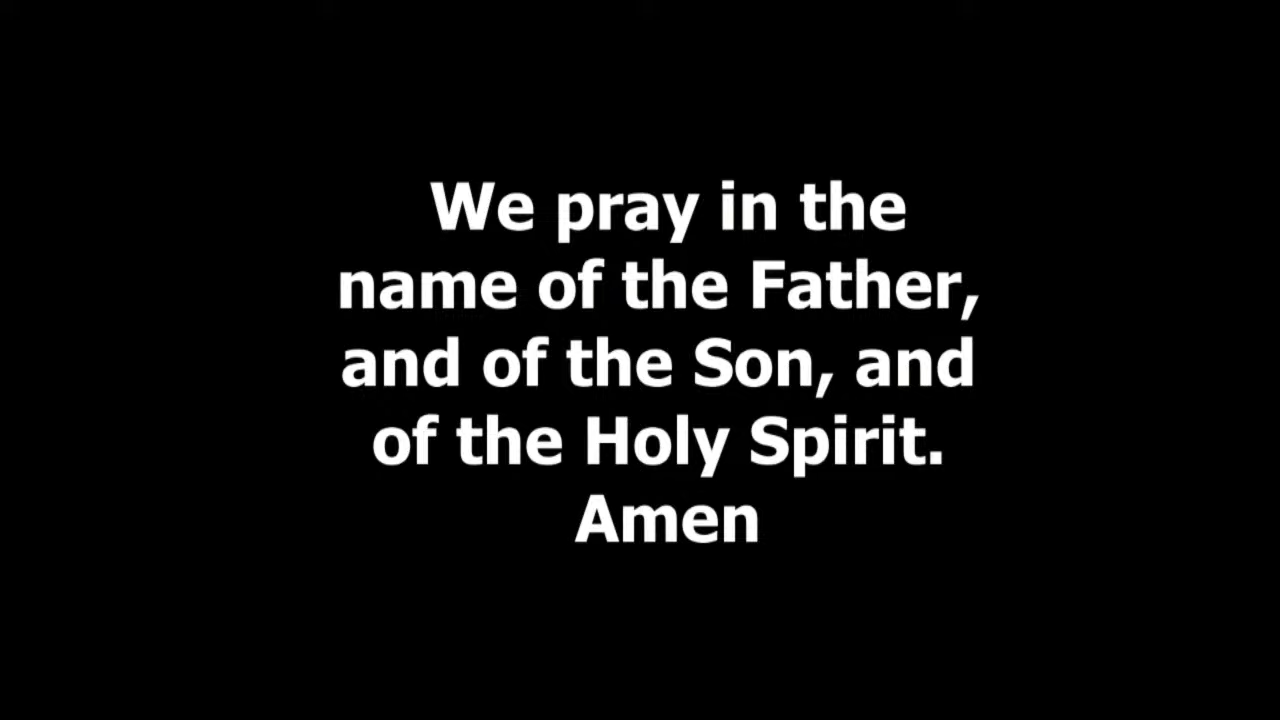 We pray in the
name of the Father,
and of the Son, and
of the Holy Spirit.
Amen